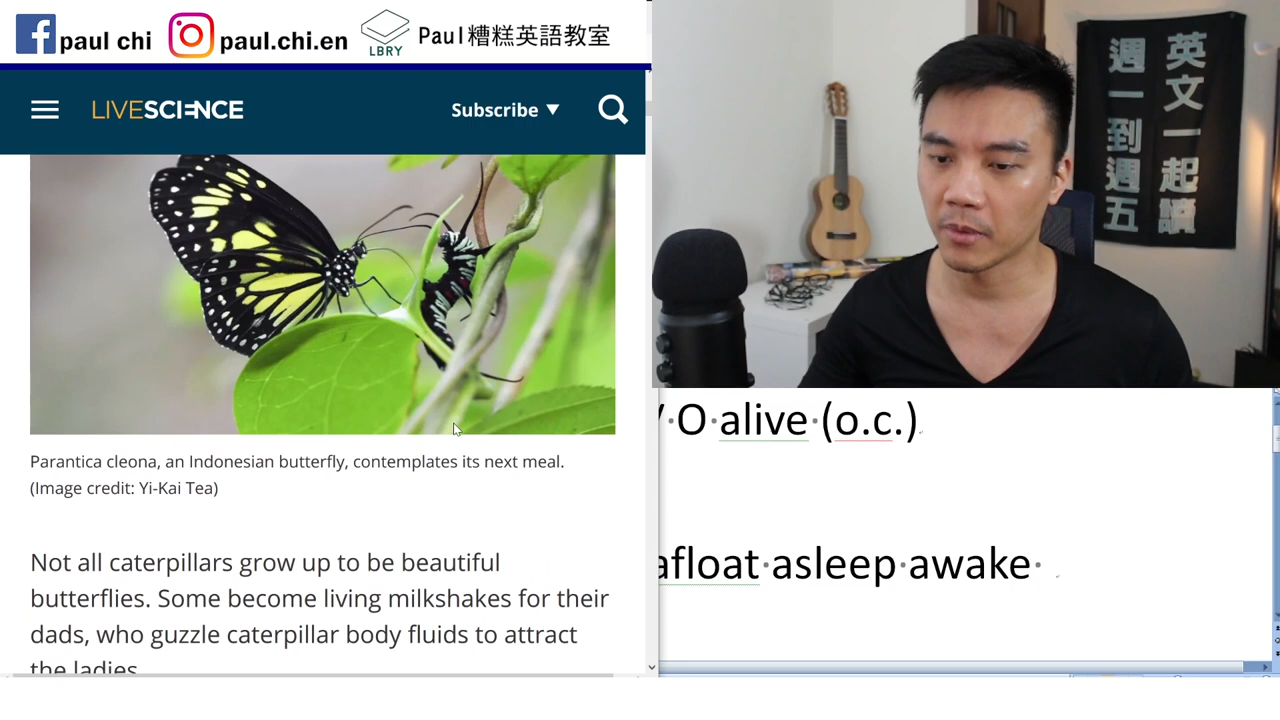 paul chi
paul.chi.en
LBRY
Paul糟糕英語教室
LIVESCIENCE
Subscribe
Parantica cleona, an Indonesian butterfly, contemplates its next meal.
(Image credit: Yi-Kai Tea)
Not all caterpillars grow up to be beautiful
butterflies. Some become living milkshakes for their
dads, who guzzle caterpillar body fluids to attract
the ladies
英文一起讀
週一到週五
O alive (o.c.)
afloat asleep awake